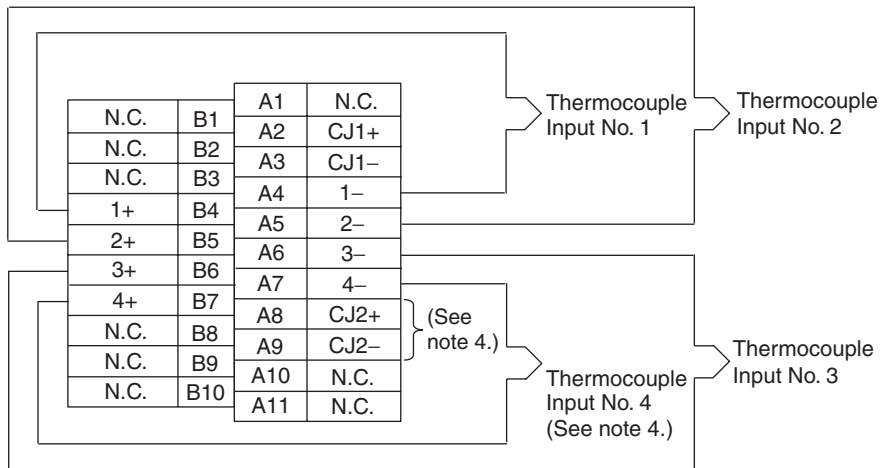 A1 N.C.
N.C. B1
A2 CJ1+
N.C. B2
A3 CJ1–
N.C. B3
A4 1–
1+ B4
A5 2–
2+ B5
A6 3–
3+ B6
A7 4–
4+ B7
A8 CJ2+
N.C. B8
A9 CJ2–
N.C. B9
A10 N.C.
N.C. B10
A11 N.C.
(See
note 4.)
Thermocouple
Input No. 1
Thermocouple
Input No. 2
Thermocouple
Input No. 4
(See note 4.)
Thermocouple
Input No. 3